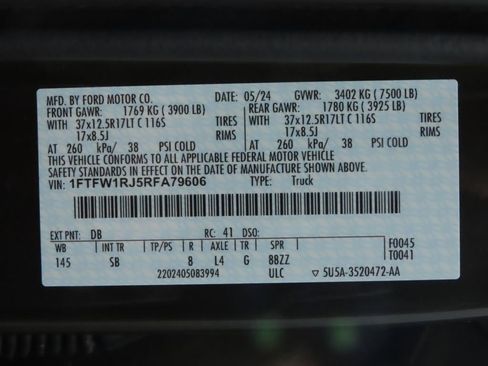 MFD. BY FORD MOTOR CO. DATE: 05/24 GVWR: 3402 KG (7500 LB)
FRONT GAWR: 1769 KG (3900 LB) REAR GAWR: 1780 KG (3925 LB)
WITH 37x12.5R17LT C 116S TIRES WITH 37x12.5R17LT C 116S TIRES
17x8.5J RIMS 17x8.5J RIMS
AT 260 kPa/ 38 PSI COLD AT 260 kPa/ 38 PSI COLD
THIS VEHICLE CONFORMS TO ALL APPLICABLE FEDERAL MOTOR VEHICLE
SAFETY STANDARDS IN EFFECT ON THE DATE OF MANUFACTURE SHOWN ABOVE.
VIN: 1FTFW1RJ5RFA79606 TYPE: Truck
EXT PNT: DB RC: 41 DSO:
WB INT TR TP/PS R AXLE TR SPR F0045
145 SB 8 L4 G 88ZZ T0041
2202405083994 ULC 5U5A-3520472-AA